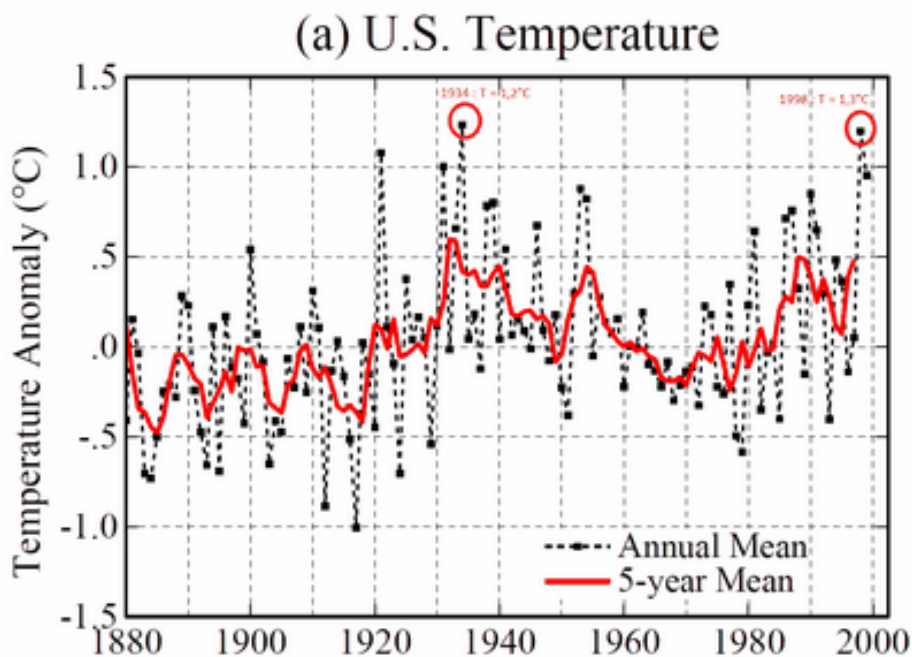 (a) U.S. Temperature
1934 : T = 1,2°C
1998 : T = 1,3°C
Temperature Anomaly (°C)
1.5
1.0
.5
.0
-.5
-1.0
-1.5
Annual Mean
5-year Mean
1880 1900 1920 1940 1960 1980 2000